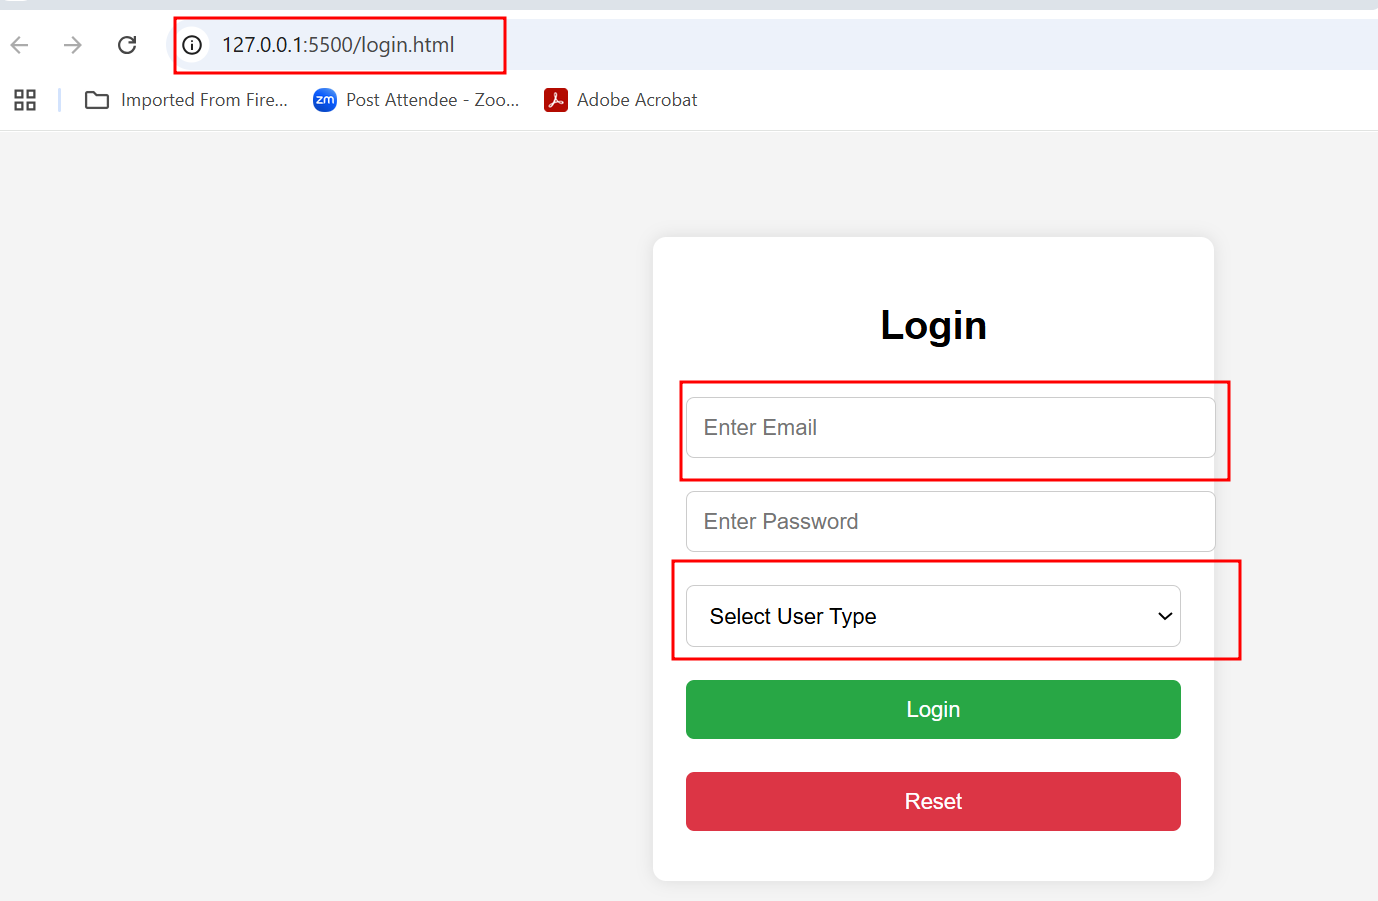 127.0.0.1:5500/login.html
Imported From Fire... zm Post Attendee - Zoo... Adobe Acrobat
Login
Enter Email
Enter Password
Select User Type
Login
Reset